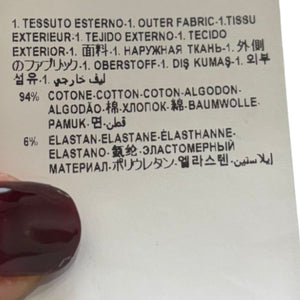 1. TESSUTO ESTERNO-1. OUTER FABRIC-1.TISSU
EXTERIEUR-1. TEJIDO EXTERNO-1. TECIDO
EXTERIOR-1. 面料-1. НАРУЖНАЯ ТКАНЬ-1. 外側
のファブリック-1. OBERSTOFF-1. DIŞ KUMAŞ-1. 외부
섬유-1. ليف خارجي
94% COTONE-COTTON-COTON-ALGODON-
ALGODÃO-棉-ХЛОПОК-綿-BAUMWOLLE-
PAMUK-면-قطن
6% ELASTAN-ELASTANE-ÉLASTHANNE-
ELASTANO-氨纶-ЭЛАСТОМЕРНЫЙ
МАТЕРИАЛ-ポリウレタン-엘라스텐-إيلاستين